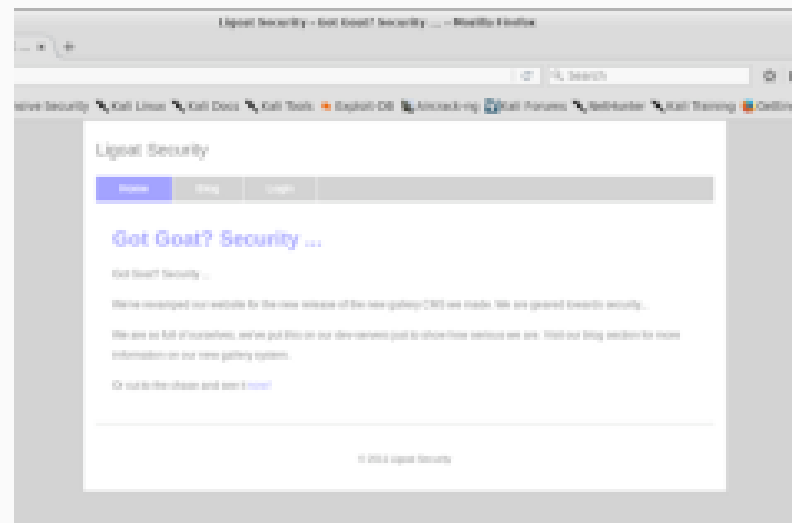 Ligoat Security - Got Goat? Security ... - Mozilla Firefox
Search
Security Kali Linux Kali Docs Kali Tools Exploit-DB Aircrack-ng Kali Forums NetHunter Kali Training
Ligoat Security
Home Blog Login
Got Goat? Security ...
Got Goat? Security ...
We've revamped our website for the new release of the new gallery CMS we made. We are geared towards security...
We are so full of ourselves, we've put this on our dev-servers just to show how serious we are. Visit our blog section for more
information on our new gallery system.
Or cut to the chase and see it now!
Ligoat Security